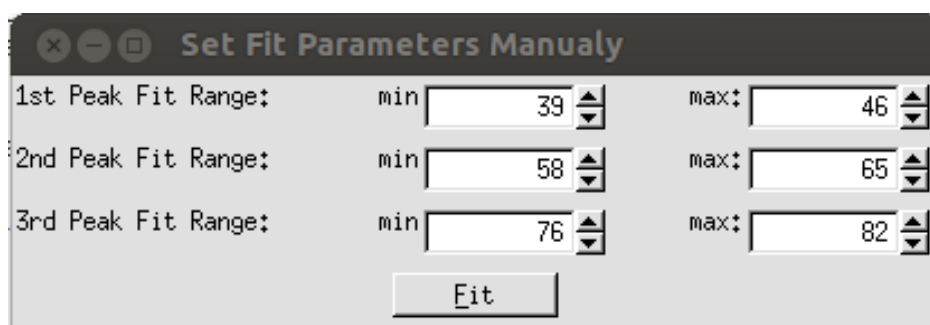 Set Fit Parameters Manualy
1st Peak Fit Range: min 39 max: 46
2nd Peak Fit Range: min 58 max: 65
3rd Peak Fit Range: min 76 max: 82
Fit